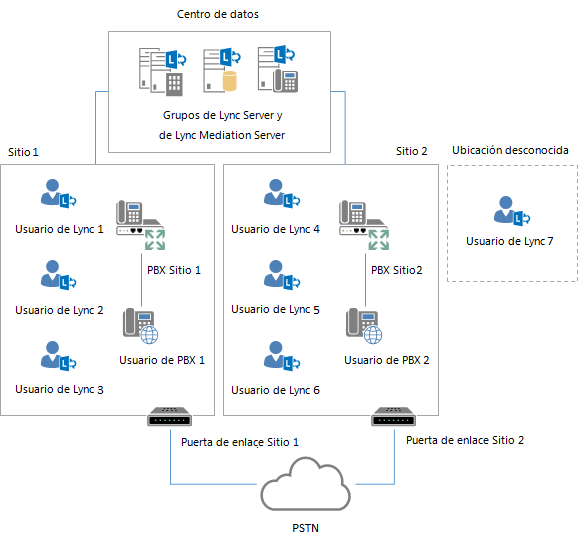 Centro de datos
Grupos de Lync Server y
de Lync Mediation Server
Sitio 1
Sitio 2
Ubicación desconocida
Usuario de Lync 1
Usuario de Lync 4
Usuario de Lync 7
PBX Sitio 1
PBX Sitio2
Usuario de Lync 2
Usuario de Lync 5
Usuario de PBX 1
Usuario de PBX 2
Usuario de Lync 3
Usuario de Lync 6
Puerta de enlace Sitio 1
Puerta de enlace Sitio 2
PSTN